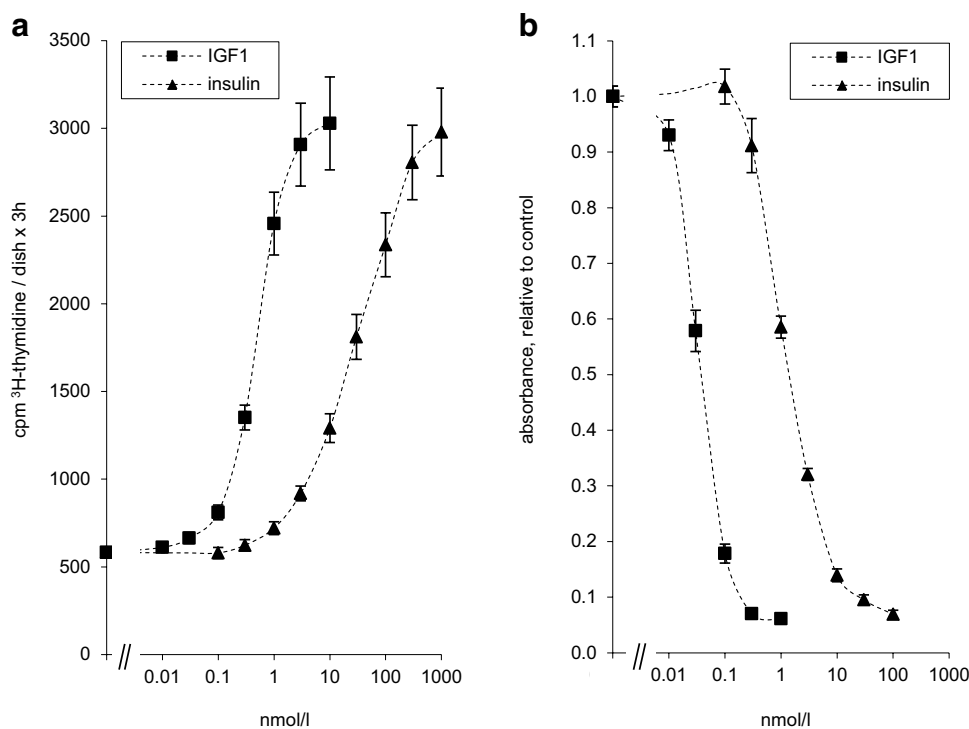 a
3500
3000
2500
2000
1500
1000
500
0
IGF1
insulin
cpm ³H-thymidine / dish x 3h
0.01 0.1 1 10 100 1000
nmol/l
b
1.1
1.0
0.9
0.8
0.7
0.6
0.5
0.4
0.3
0.2
0.1
0.0
IGF1
insulin
absorbance, relative to control
0.01 0.1 1 10 100 1000
nmol/l